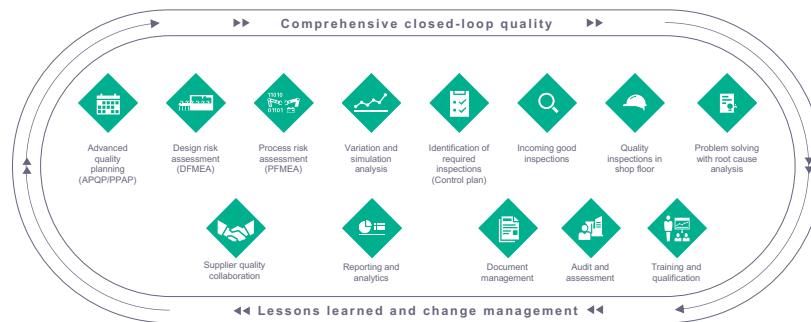 Comprehensive closed-loop quality
11010
01101
Advanced
quality
planning
(APQP/PPAP)
Design risk
assessment
(DFMEA)
Process risk
assessment
(PFMEA)
Variation and
simulation
analysis
Identification of
required
inspections
(Control plan)
Incoming good
inspections
Quality
inspections in
shop floor
Problem solving
with root cause
analysis
Supplier quality
collaboration
Reporting and
analytics
Document
management
Audit and
assessment
Training and
qualification
Lessons learned and change management